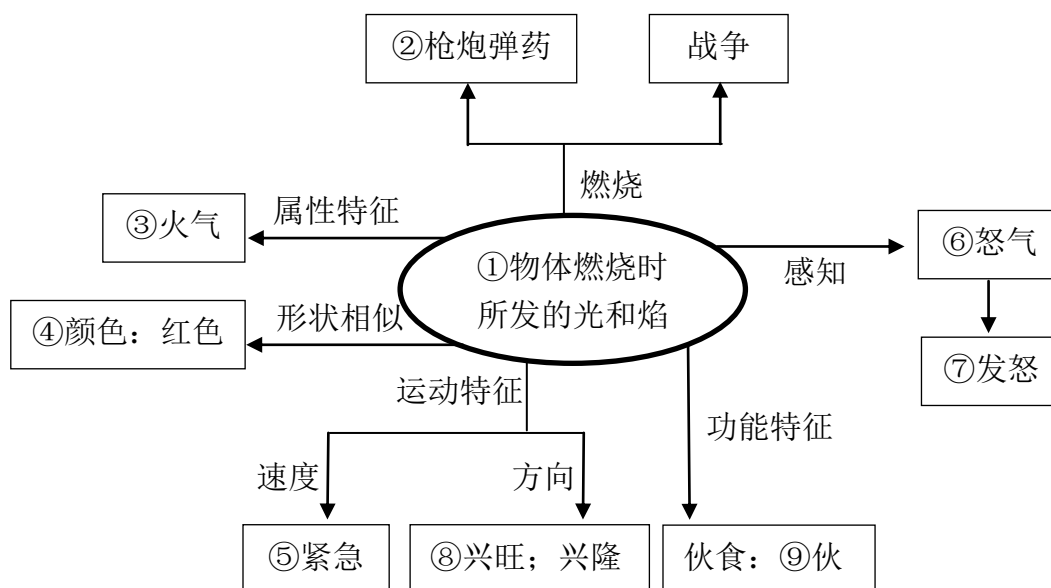 ②枪炮弹药
战争
燃烧
③火气
属性特征
①物体燃烧时
所发的光和焰
⑥怒气
感知
④颜色：红色
形状相似
⑦发怒
运动特征
功能特征
速度
方向
⑤紧急
⑧兴旺；兴隆
伙食：⑨伙